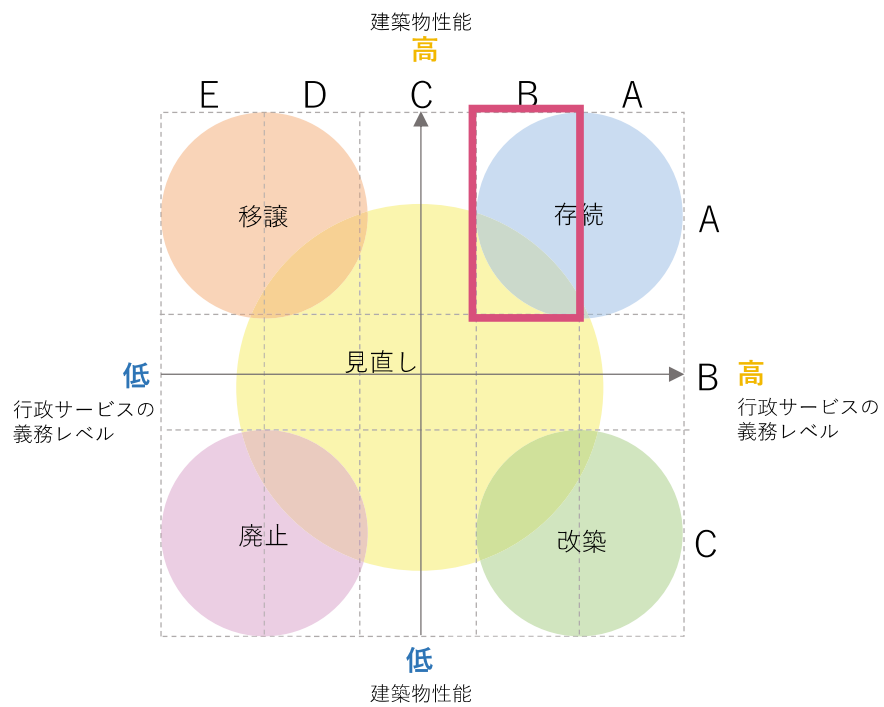 建築物性能
高
E D C B A
移譲
存続
A
見直し
低
B
高
行政サービスの
義務レベル
行政サービスの
義務レベル
廃止
改築
C
低
建築物性能